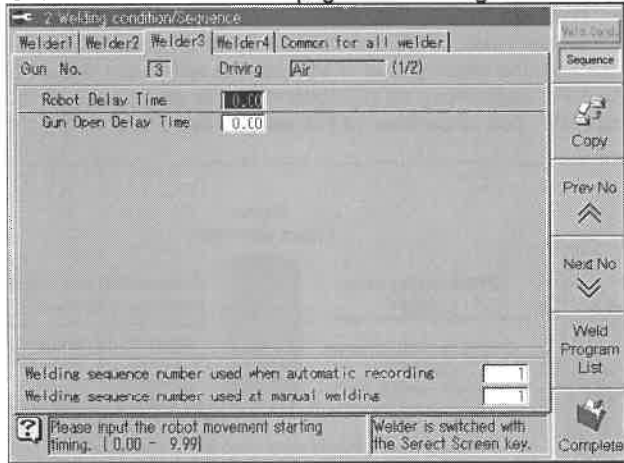 2 Welding condition/Sequence
Welder1 Welder2 Welder3 Welder4 Common for all welder
Gun No. 3 Driving Air (1/2)
Robot Delay Time 0.00
Gun Open Delay Time 0.00
Welding sequence number used when automatic recording 1
Welding sequence number used at manual welding 1
Please input the robot movement starting
timing. [ 0.00 - 9.99]
Welder is switched with
the Serect Screen key.
Weld Cond.
Sequence
Copy
Prev No
Next No
Weld
Program
List
Complete